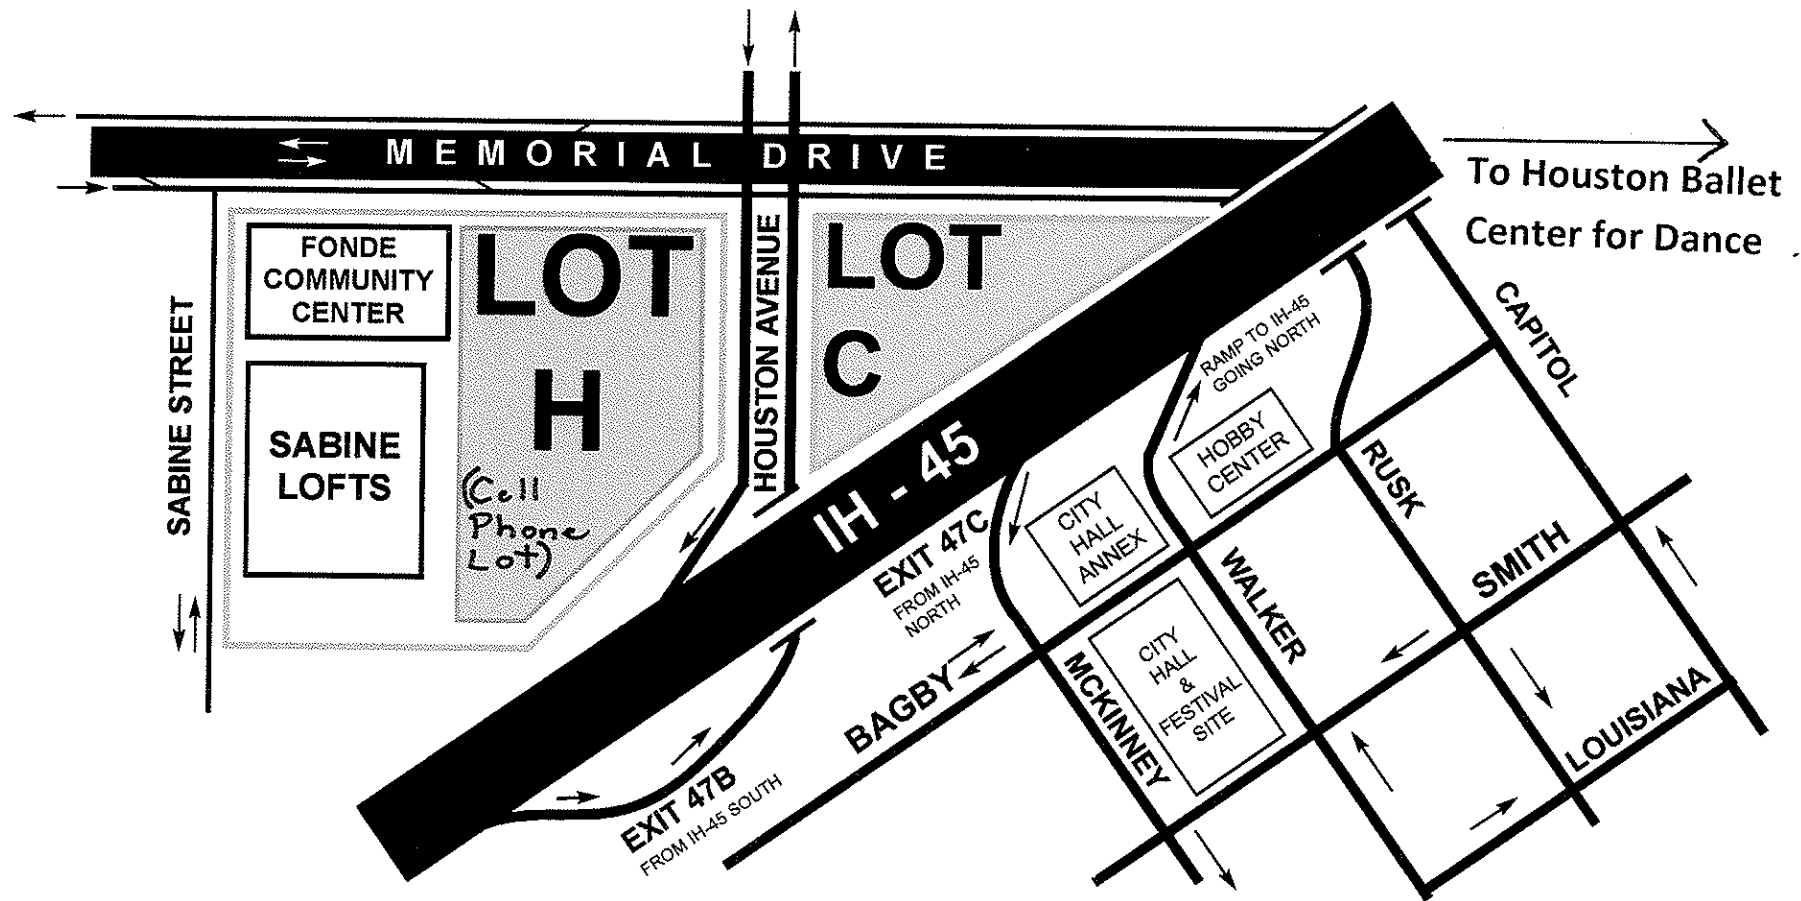 MEMORIAL DRIVE
To Houston Ballet
Center for Dance
FONDE
COMMUNITY
CENTER
LOT
H
(Cell
Phone
Lot)
SABINE
LOFTS
SABINE STREET
HOUSTON AVENUE
LOT
C
IH - 45
RAMP TO IH-45
GOING NORTH
CAPITOL
HOBBY
CENTER
RUSK
CITY
HALL
ANNEX
EXIT 47C
FROM IH-45
NORTH
WALKER
SMITH
CITY
HALL
&
FESTIVAL
SITE
BAGBY
MCKINNEY
LOUISIANA
EXIT 47B
FROM IH-45 SOUTH